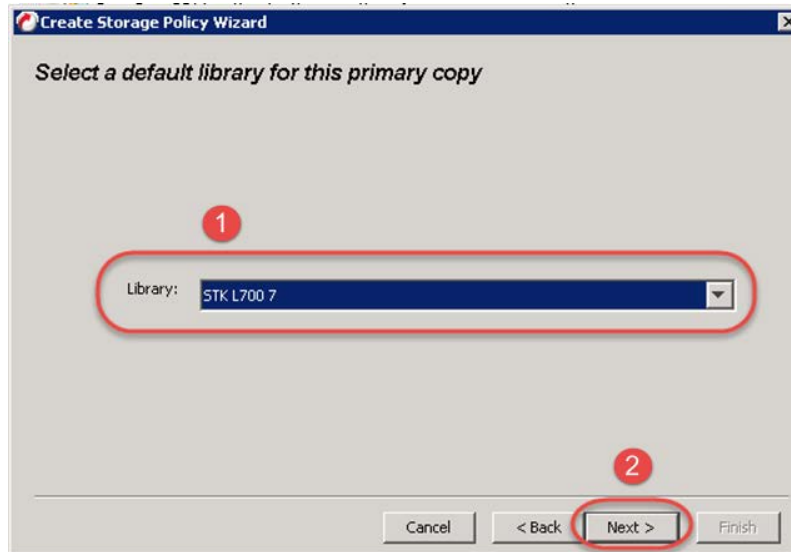 Create Storage Policy Wizard
Select a default library for this primary copy
1
Library: STK L700 7
2
Cancel < Back Next > Finish